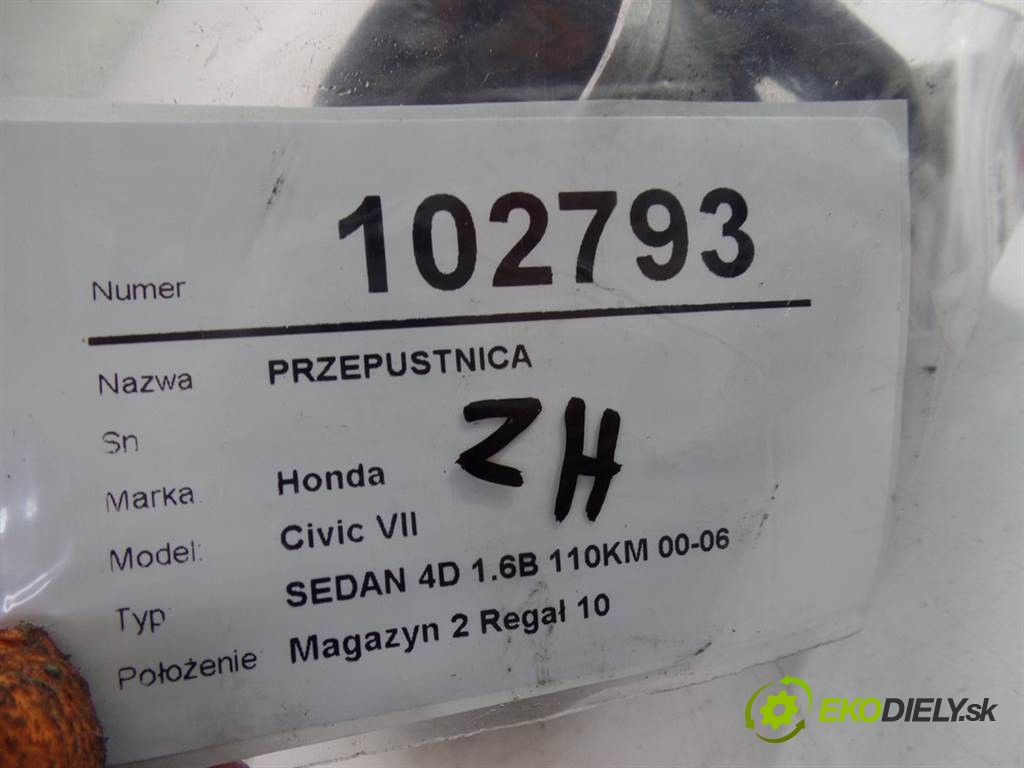 Numer 102793
Nazwa PRZEPUSTNICA
Sn
ZH
Marka Honda
Model: Civic VII
Typ SEDAN 4D 1.6B 110KM 00-06
Położenie Magazyn 2 Regał 10
EKODIELY.sk